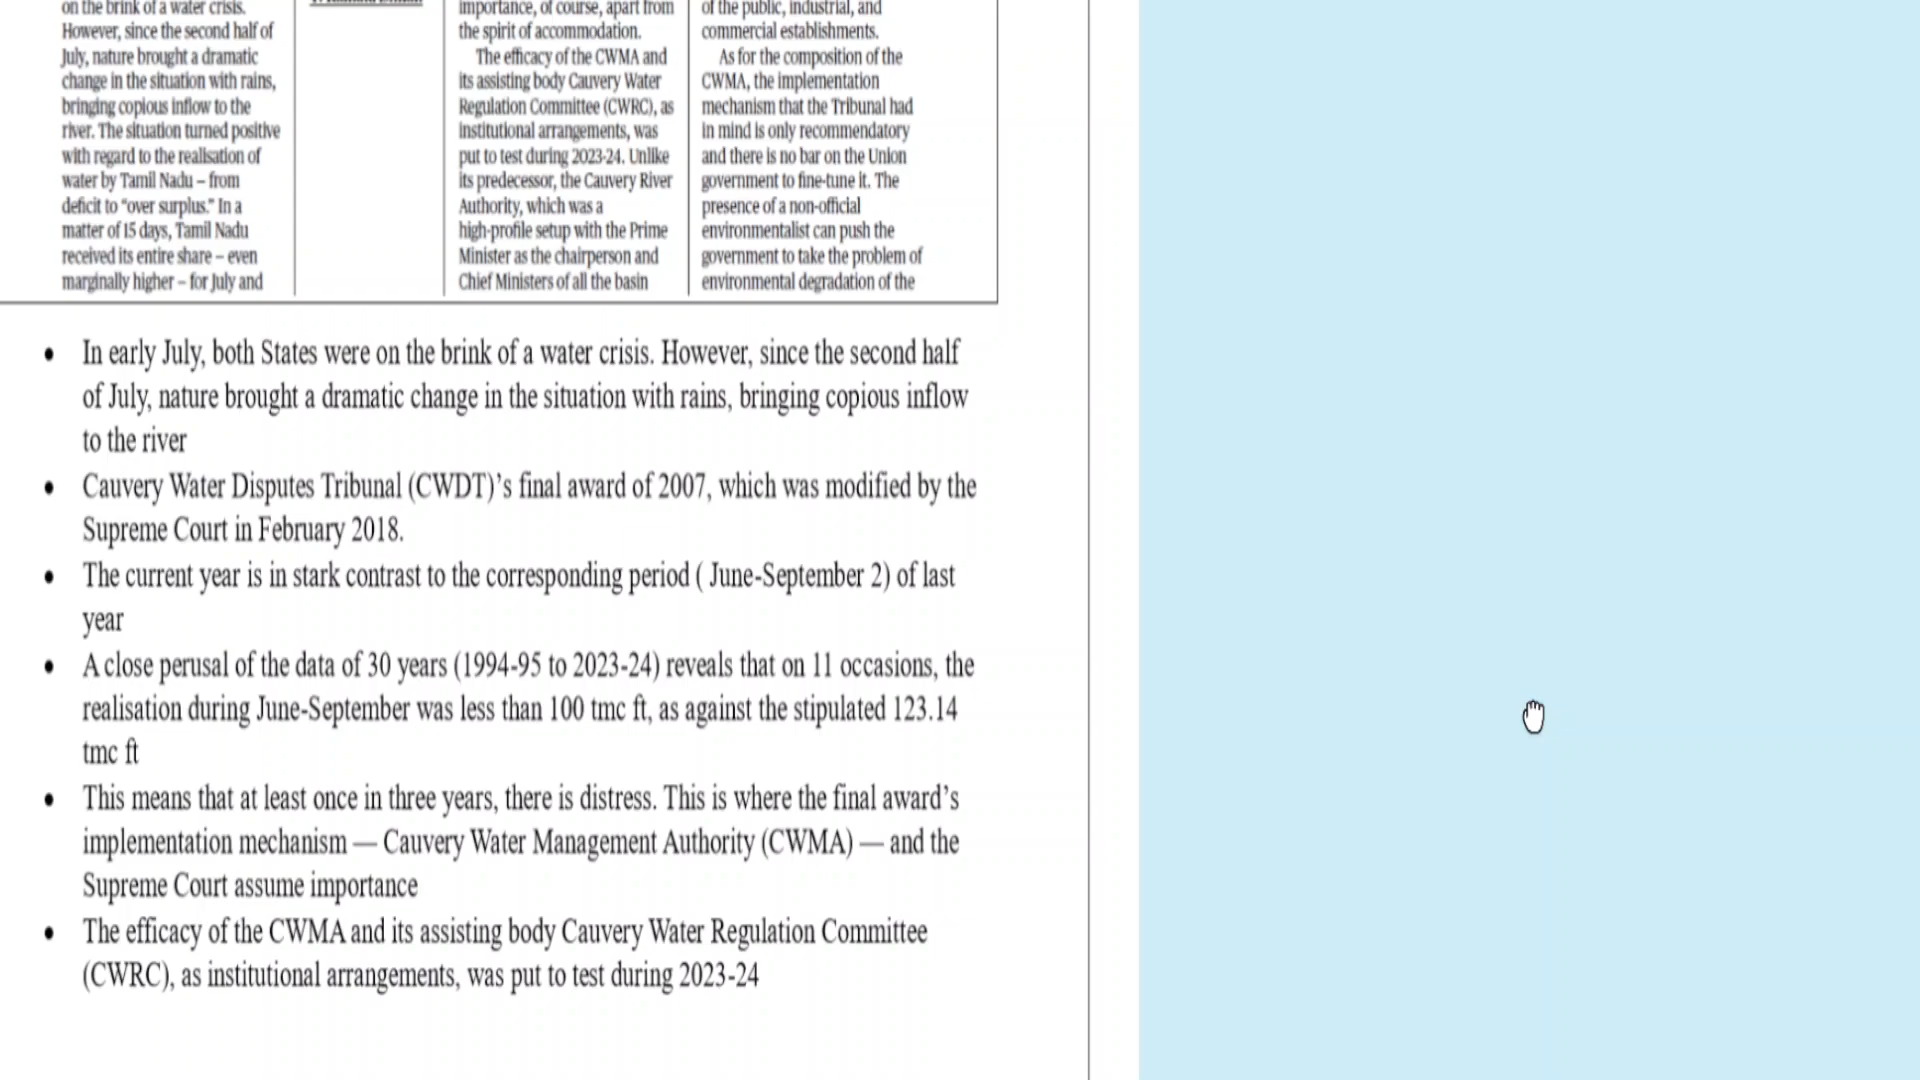 on the brink of a water crisis.
However, since the second half of
July, nature brought a dramatic
change in the situation with rains,
bringing copious inflow to the
river. The situation turned positive
with regard to the realisation of
water by Tamil Nadu – from
deficit to “over surplus.” In a
matter of 15 days, Tamil Nadu
received its entire share – even
marginally higher – for July and
importance, of course, apart from
the spirit of accommodation.
The efficacy of the CWMA and
its assisting body Cauvery Water
Regulation Committee (CWRC), as
institutional arrangements, was
put to test during 2023-24. Unlike
its predecessor, the Cauvery River
Authority, which was a
high-profile setup with the Prime
Minister as the chairperson and
Chief Ministers of all the basin
of the public, industrial, and
commercial establishments.
As for the composition of the
CWMA, the implementation
mechanism that the Tribunal had
in mind is only recommendatory
and there is no bar on the Union
government to fine-tune it. The
presence of a non-official
environmentalist can push the
government to take the problem of
environmental degradation of the
• In early July, both States were on the brink of a water crisis. However, since the second half
of July, nature brought a dramatic change in the situation with rains, bringing copious inflow
to the river
• Cauvery Water Disputes Tribunal (CWDT)’s final award of 2007, which was modified by the
Supreme Court in February 2018.
• The current year is in stark contrast to the corresponding period ( June-September 2) of last
year
• A close perusal of the data of 30 years (1994-95 to 2023-24) reveals that on 11 occasions, the
realisation during June-September was less than 100 tmc ft, as against the stipulated 123.14
tmc ft
• This means that at least once in three years, there is distress. This is where the final award’s
implementation mechanism — Cauvery Water Management Authority (CWMA) — and the
Supreme Court assume importance
• The efficacy of the CWMA and its assisting body Cauvery Water Regulation Committee
(CWRC), as institutional arrangements, was put to test during 2023-24